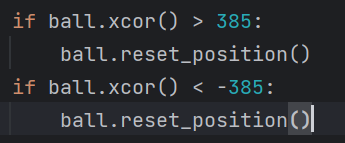 if ball.xcor() > 385:
    ball.reset_position()
if ball.xcor() < -385:
    ball.reset_position()